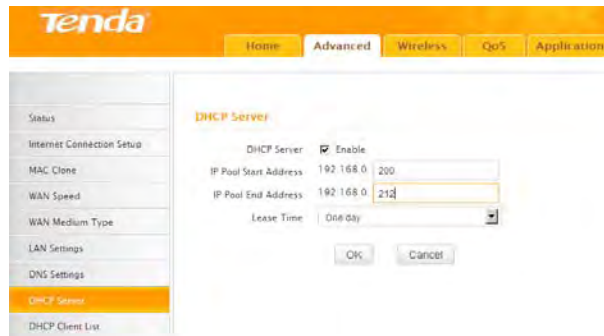 Tenda
Home Advanced Wireless QoS Application
Status
Internet Connection Setup
MAC Clone
WAN Speed
WAN Medium Type
LAN Settings
DNS Settings
DHCP Server
DHCP Client List
DHCP Server
DHCP Server Enable
IP Pool Start Address 192.168.0. 200
IP Pool End Address 192.168.0. 212
Lease Time One day
OK Cancel